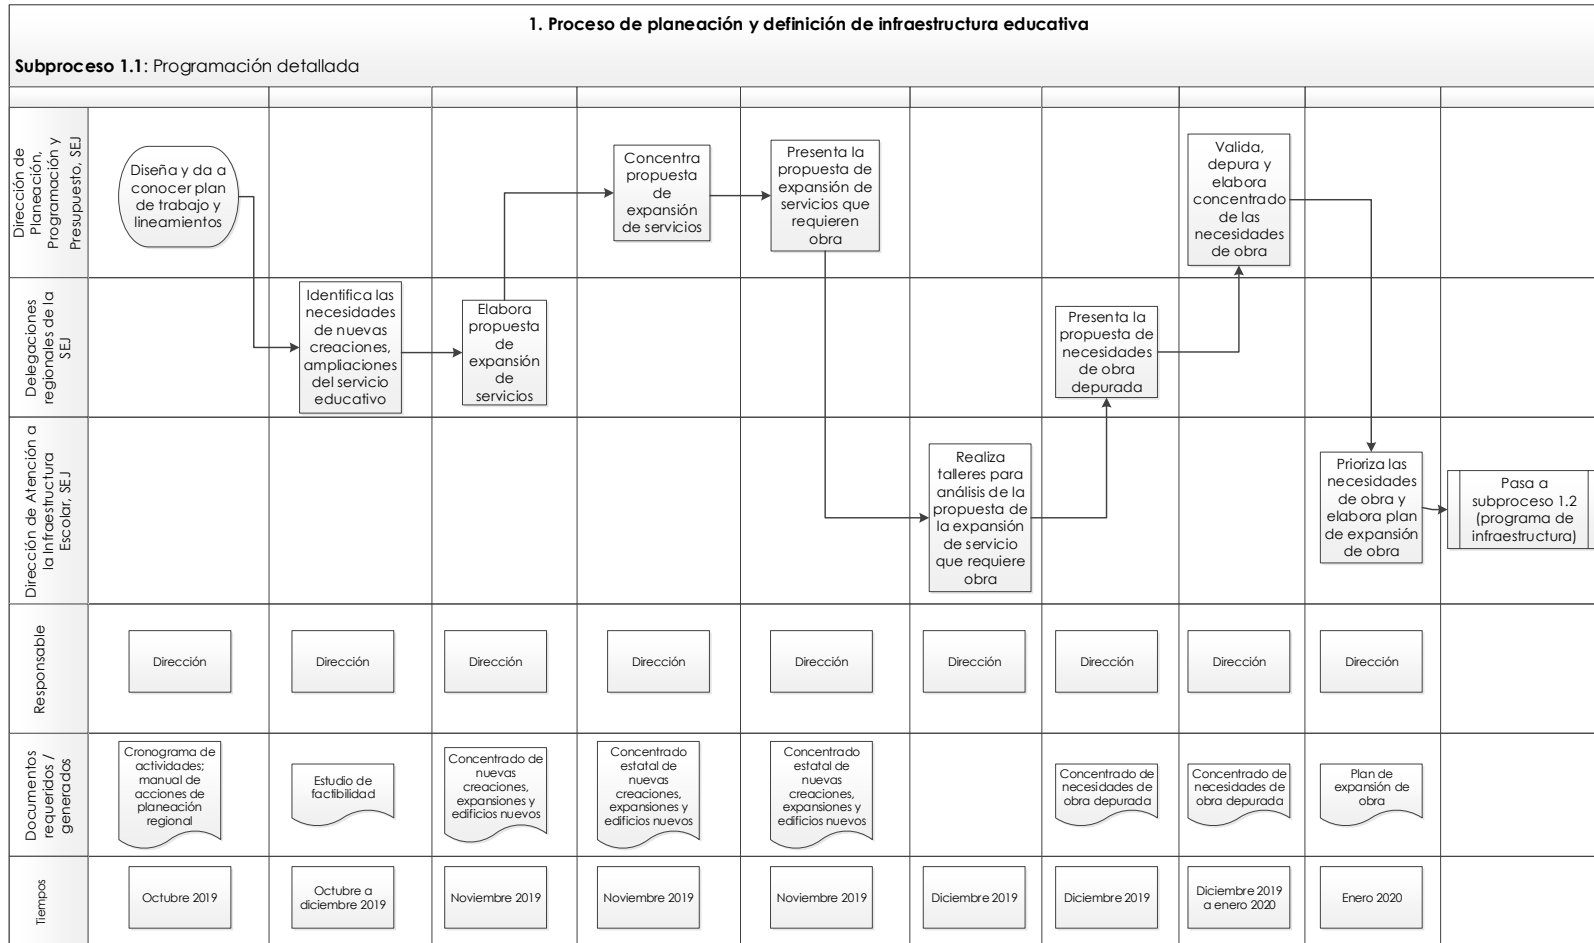 1. Proceso de planeación y definición de infraestructura educativa
Subproceso 1.1: Programación detallada
Dirección de
Planeación,
Programación y
Presupuesto, SEJ
Diseña y da a
conocer plan
de trabajo y
lineamientos
Concentra
propuesta
de
expansión
de servicios
Presenta la
propuesta de
expansión de
servicios que
requieren
obra
Valida,
depura y
elabora
concentrado
de las
necesidades
de obra
Delegaciones
regionales de la
SEJ
Identifica las
necesidades
de nuevas
creaciones,
ampliaciones
del servicio
educativo
Elabora
propuesta
de
expansión
de
servicios
Presenta la
propuesta de
necesidades
de obra
depurada
Dirección de Atención a
la Infraestructura
Escolar, SEJ
Realiza
talleres para
análisis de la
propuesta de
la expansión
de servicio
que requiere
obra
Prioriza las
necesidades
de obra y
elabora plan
de expansión
de obra
Pasa a
subproceso 1.2
(programa de
infraestructura)
Responsable
Dirección
Dirección
Dirección
Dirección
Dirección
Dirección
Dirección
Dirección
Dirección
Documentos
requeridos /
generados
Cronograma de
actividades;
manual de
acciones de
planeación
regional
Estudio de
factibilidad
Concentrado de
nuevas
creaciones,
expansiones y
edificios nuevos
Concentrado
estatal de
nuevas
creaciones,
expansiones y
edificios nuevos
Concentrado
estatal de
nuevas
creaciones,
expansiones y
edificios nuevos
Concentrado de
necesidades de
obra depurada
Concentrado de
necesidades de
obra depurada
Plan de
expansión de
obra
Tiempos
Octubre 2019
Octubre a
diciembre 2019
Noviembre 2019
Noviembre 2019
Noviembre 2019
Diciembre 2019
Diciembre 2019
Diciembre 2019
a enero 2020
Enero 2020